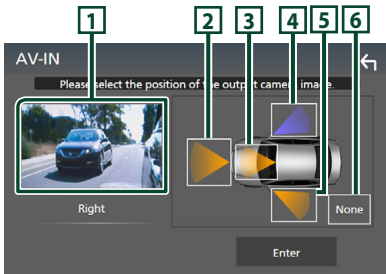 1 2 3 4 5 6
AV-IN
Please select the position of the output camera image.
Right
None
Enter